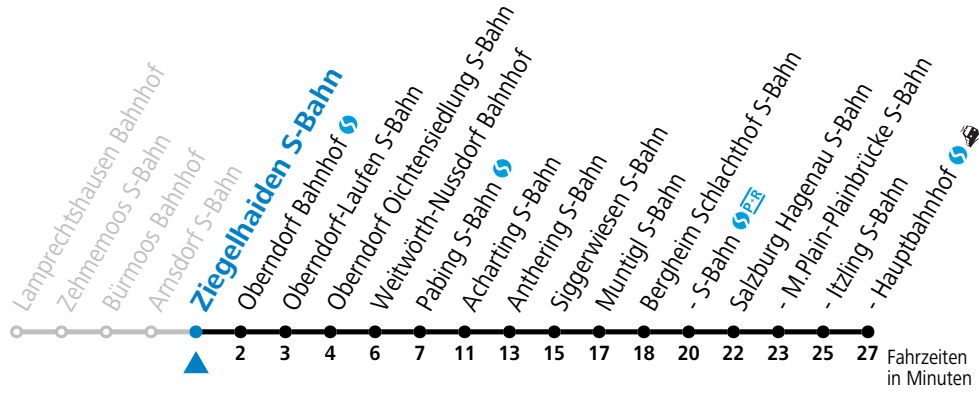 Lamprechtshausen Bahnhof
Zehmemoos S-Bahn
Bürmoos Bahnhof
Arnsdorf S-Bahn
Ziegelhaiden S-Bahn
Oberndorf Bahnhof
Oberndorf-Laufen S-Bahn
Oberndorf Oichtensiedlung S-Bahn
Weitwörth-Nussdorf Bahnhof
Pabing S-Bahn
Acharting S-Bahn
Anthering S-Bahn
Siggerwiesen S-Bahn
Muntigl S-Bahn
Bergheim Schlachthof S-Bahn
- S-Bahn P+R
Salzburg Hagenau S-Bahn
- M.Plain-Plainbrücke S-Bahn
- Itzling S-Bahn
- Hauptbahnhof
2 3 4 6 7 11 13 15 17 18 20 22 23 25 27
Fahrzeiten
in Minuten